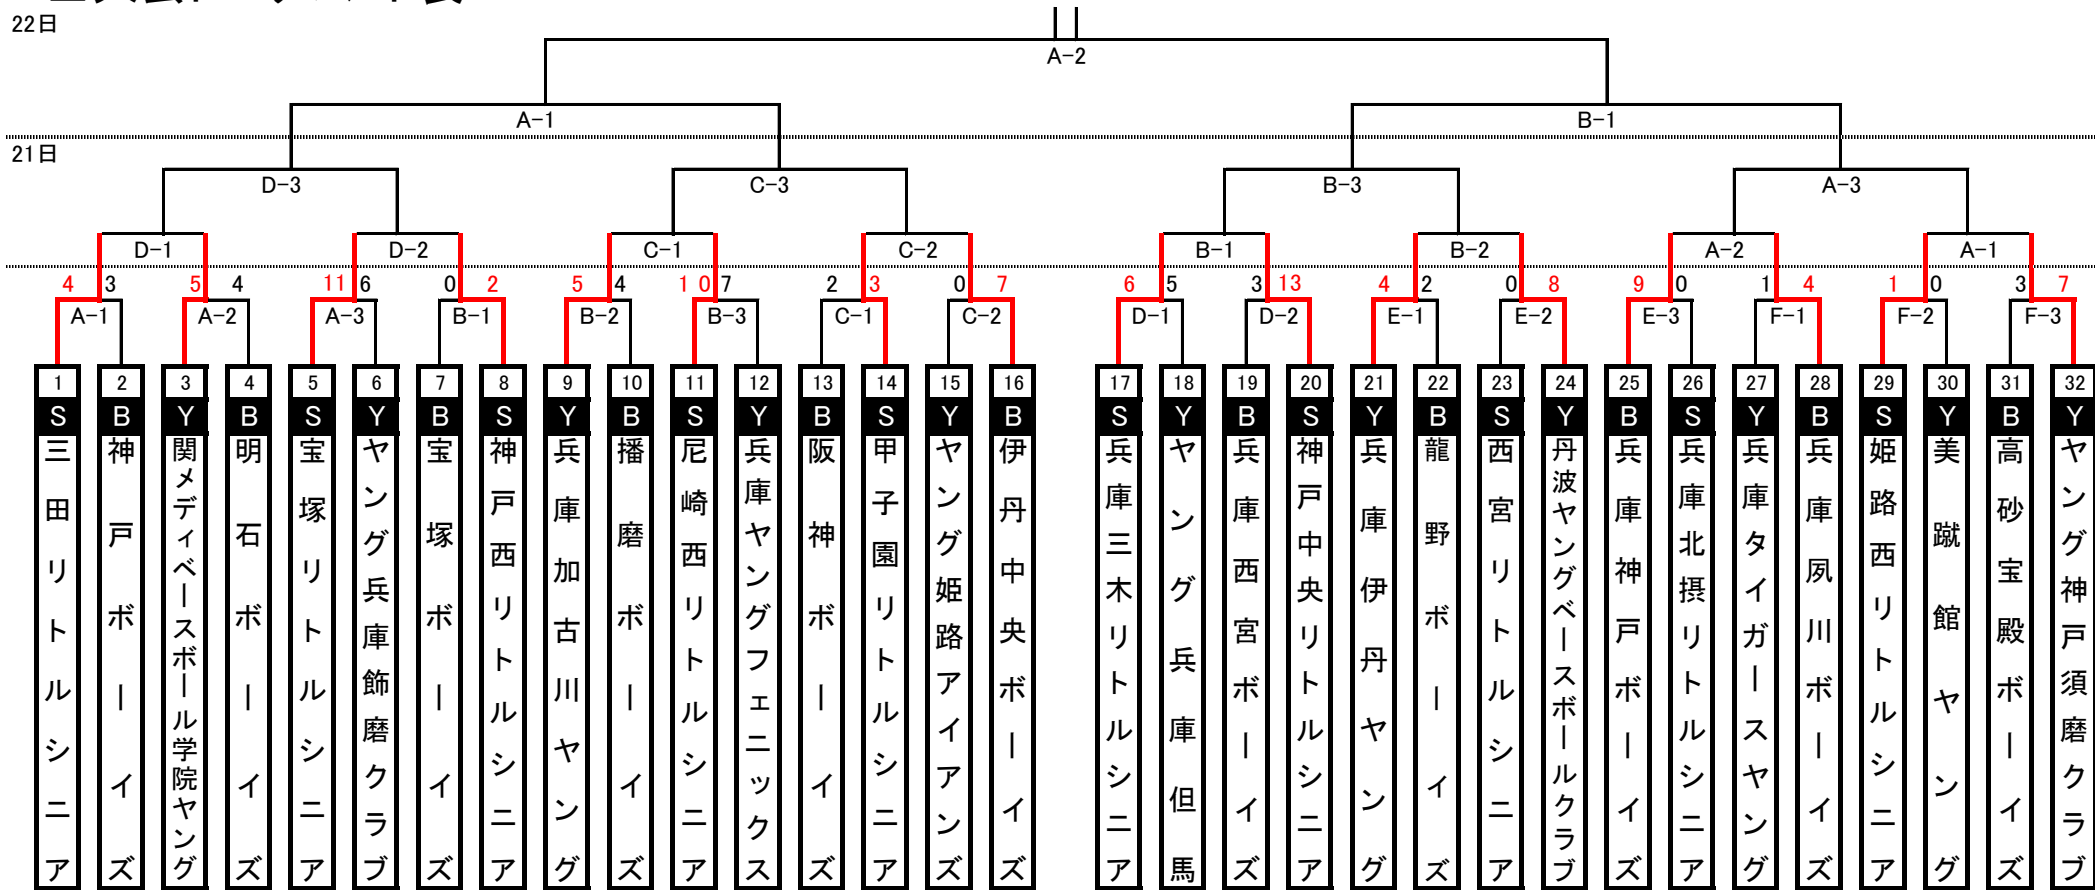 22日
A-2
A-1 B-1
21日
D-3 C-3 B-3 A-3
D-1 D-2 C-1 C-2 B-1 B-2 A-2 A-1
4 3 5 4 11 6 0 2 5 4 10 7 2 3 0 7 6 5 3 13 4 2 0 8 9 0 1 4 1 0 3 7
A-1 A-2 A-3 B-1 B-2 B-3 C-1 C-2 D-1 D-2 E-1 E-2 E-3 F-1 F-2 F-3
1 S 三田リトルシニア
2 B 神戸ボーイズ
3 Y 関メディベースボール学院ヤング
4 B 明石ボーイズ
5 S 宝塚リトルシニア
6 Y ヤング兵庫飾磨クラブ
7 B 宝塚ボーイズ
8 S 神戸西リトルシニア
9 Y 兵庫加古川ヤング
10 B 播磨ボーイズ
11 S 尼崎西リトルシニア
12 Y 兵庫ヤングフェニックス
13 B 阪神ボーイズ
14 S 甲子園リトルシニア
15 Y ヤング姫路アイアンズ
16 B 伊丹中央ボーイズ
17 S 兵庫三木リトルシニア
18 Y ヤング兵庫但馬
19 B 兵庫西宮ボーイズ
20 S 神戸中央リトルシニア
21 Y 兵庫伊丹ヤング
22 B 龍野ボーイズ
23 S 西宮リトルシニア
24 Y 丹波ヤングベースボールクラブ
25 B 兵庫神戸ボーイズ
26 S 兵庫北摂リトルシニア
27 Y 兵庫タイガースヤング
28 B 兵庫夙川ボーイズ
29 S 姫路西リトルシニア
30 Y 美蹴館ヤング
31 B 高砂宝殿ボーイズ
32 Y ヤング神戸須磨クラブ